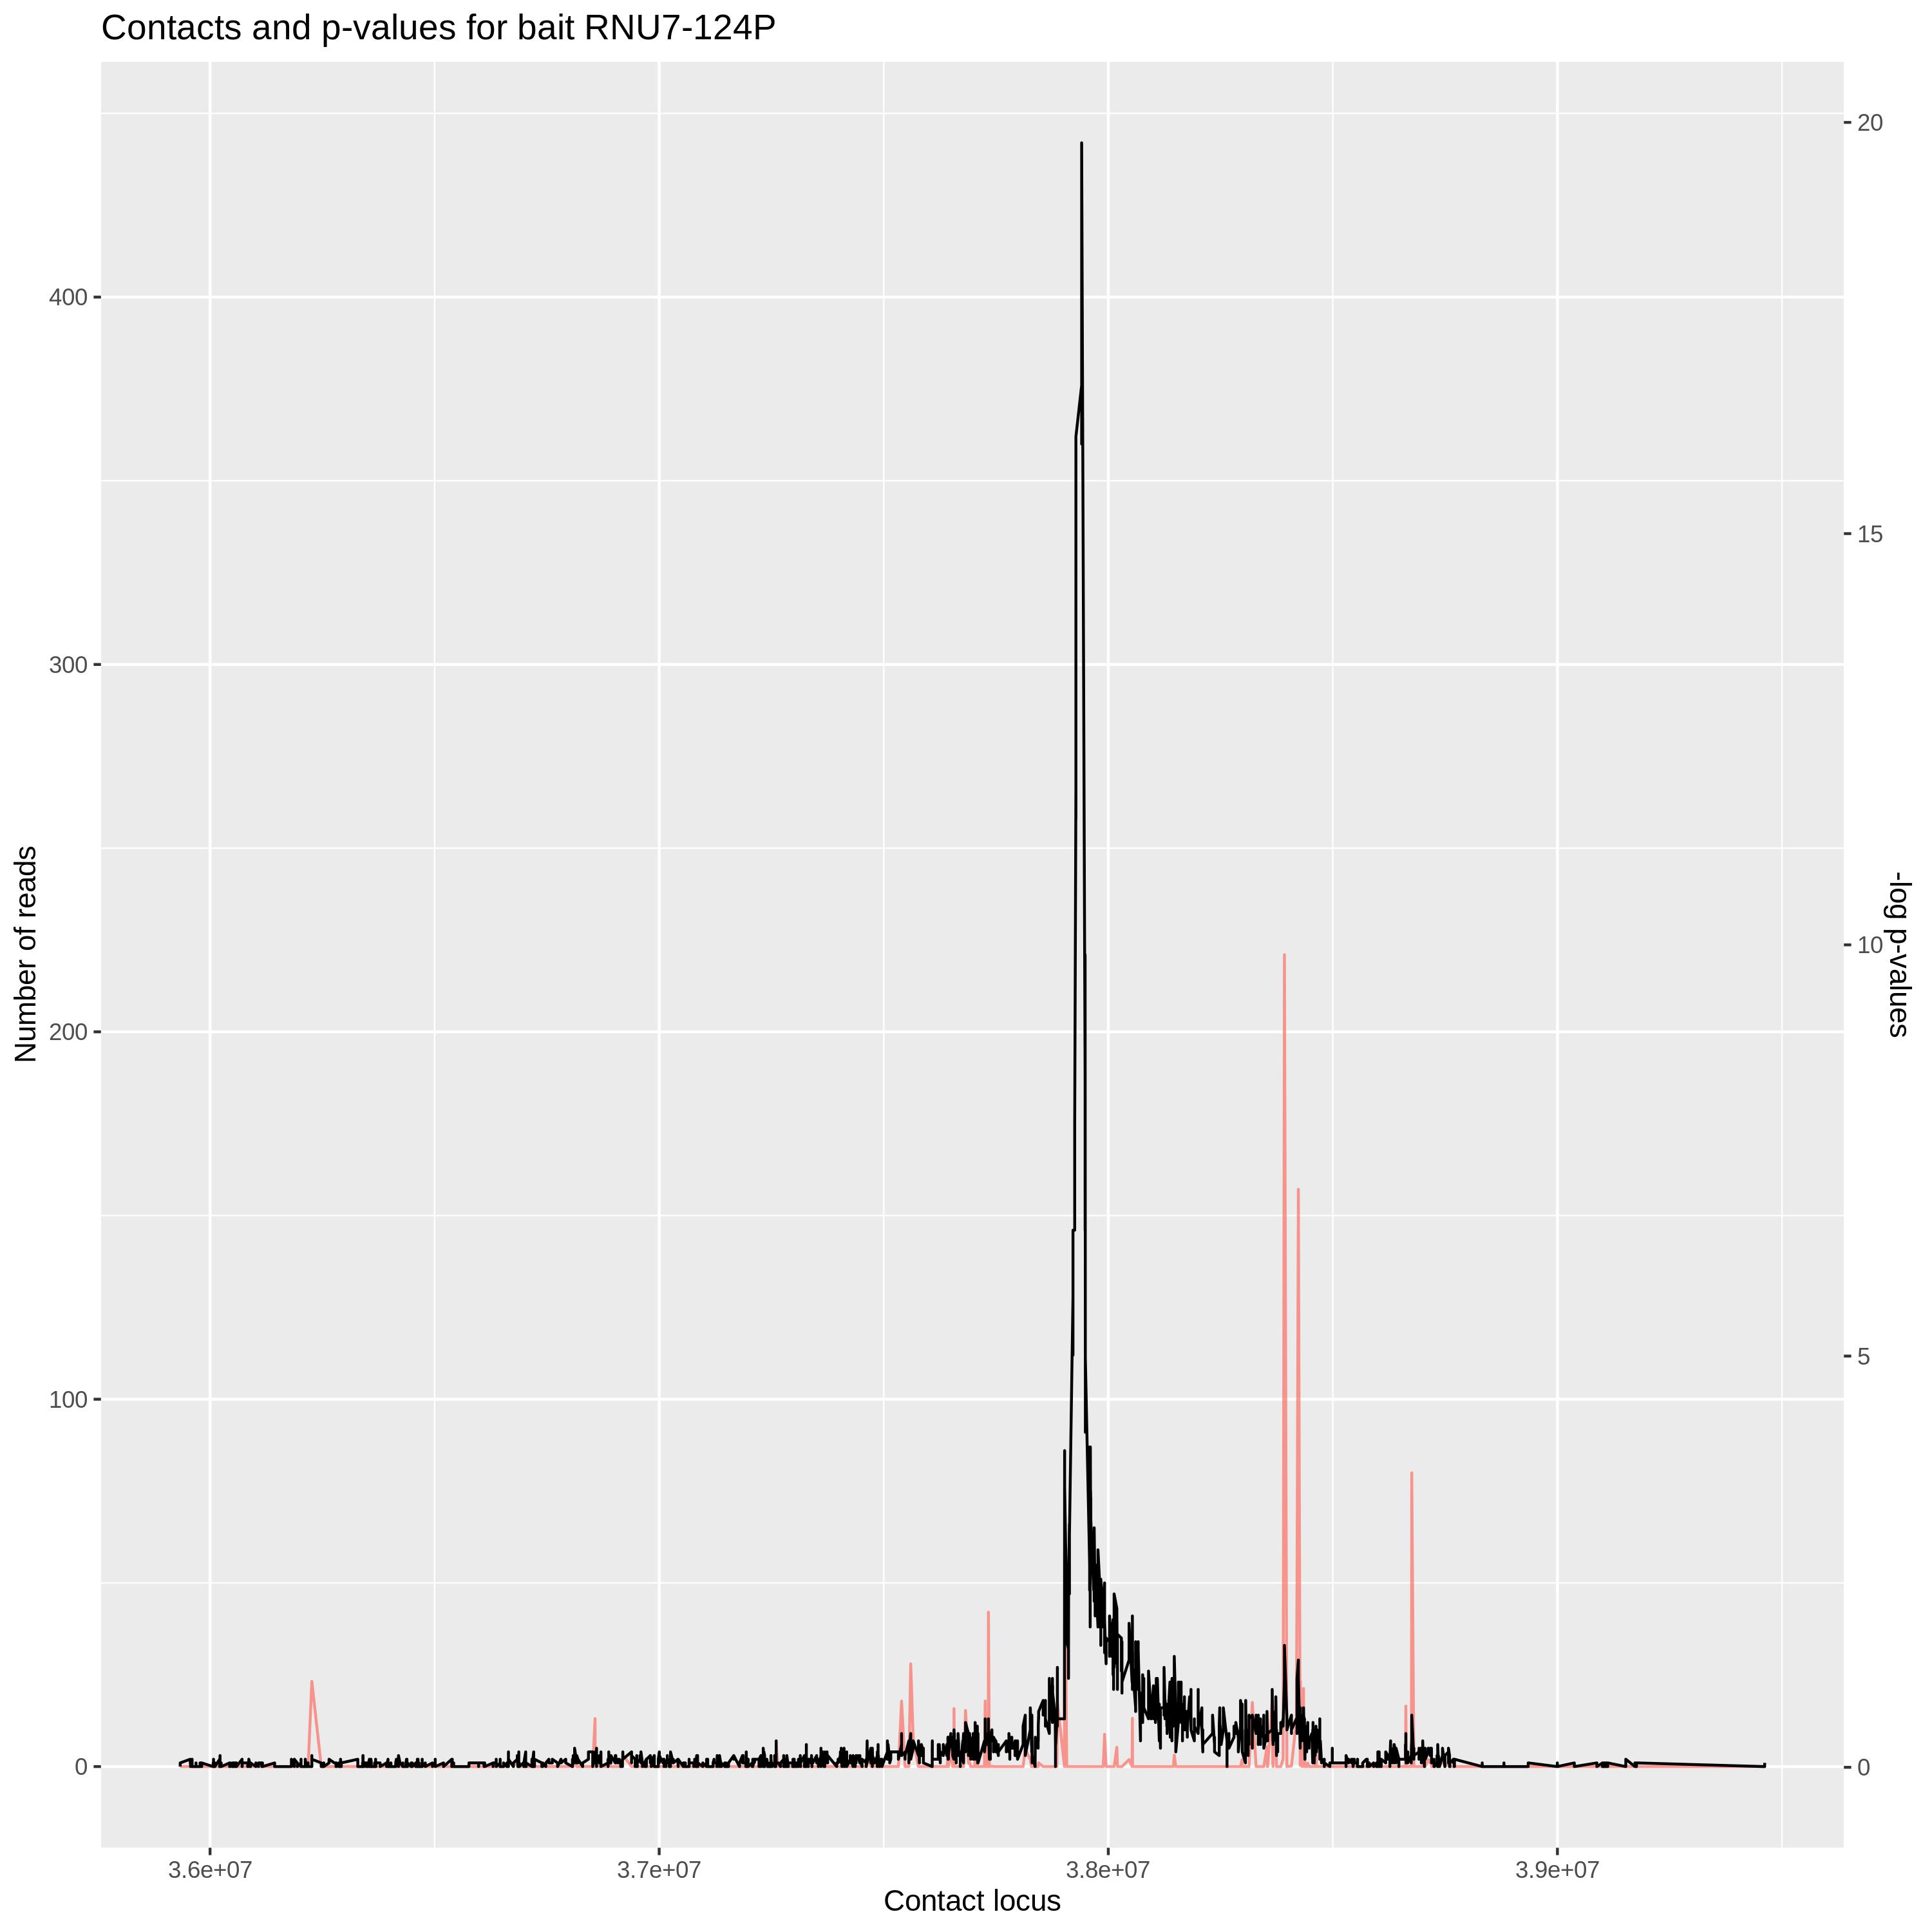 Contacts and p-values for bait RNU7-124P
Number of reads
400
300
200
100
0
20
15
10
5
0
-log p-values
3.6e+07
3.7e+07
3.8e+07
3.9e+07
Contact locus